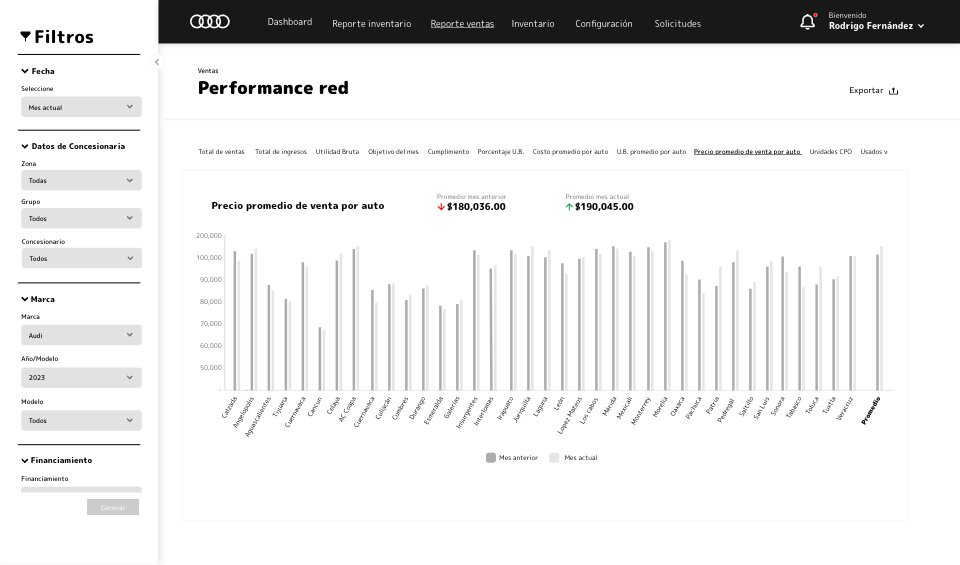 Dashboard Reporte inventario Reporte ventas Inventario Configuración Solicitudes
Bienvenido
Rodrigo Fernández
Filtros
Fecha
Seleccione
Mes actual
Datos de Concesionaria
Zona
Todas
Grupo
Todos
Concesionario
Todos
Marca
Marca
Audi
Año/Modelo
2023
Modelo
Todos
Financiamiento
Financiamiento
Generar
Ventas
Performance red
Exportar
Total de ventas Total de ingresos Utilidad Bruta Objetivo del mes Cumplimiento Porcentaje U.B. Costo promedio por auto U.B. promedio por auto Precio promedio de venta por auto Unidades CPO Usados v
Precio promedio de venta por auto
Promedio mes anterior
$180,036.00
Promedio mes actual
$190,045.00
200,000
100,000
90,000
80,000
70,000
60,000
50,000
-
Calzada
Angelopolis
Aguascalientes
Tijuana
Cuernavaca
Cancun
Celaya
AC Coapa
Cuernavaca
Culiacán
Cumbres
Durango
Esmeralda
Galerias
Insurgentes
Interlomas
Irapuato
Juriquilla
Laguna
León
Lopez Mateos
Los Cabos
Mérida
Mexicali
Monterrey
Morelia
Oaxaca
Pachuca
Patria
Pedregal
Saltillo
San Luis
Sonora
Tabasco
Toluca
Tuxtla
Veracruz
Promedio
Mes anterior
Mes actual